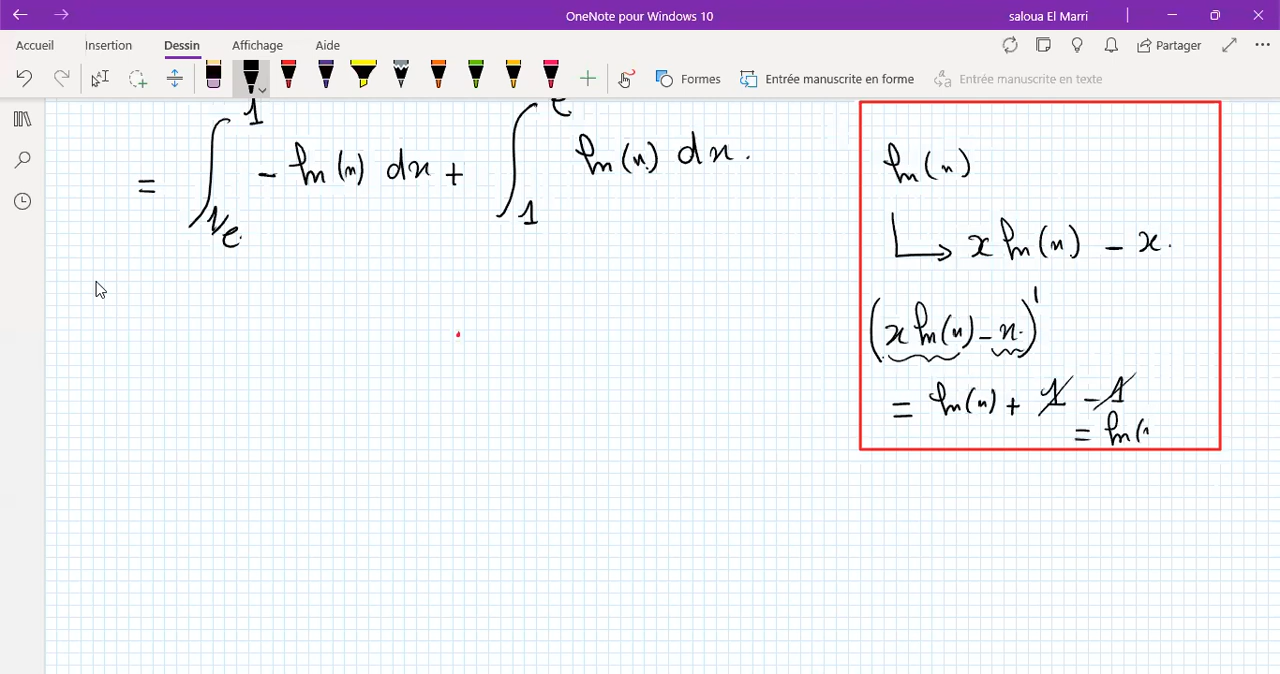 OneNote pour Windows 10
saloua El Marri
Accueil Insertion Dessin Affichage Aide
Partager
Formes Entrée manuscrite en forme Entrée manuscrite en texte
= ∫_{1/e}^{1} - ln(x) dx + ∫_{1}^{e} ln(x) dx.
ln(x)
↳ x ln(x) - x.
(x ln(x) - x.)'
= ln(x) + 1 - 1
= ln(